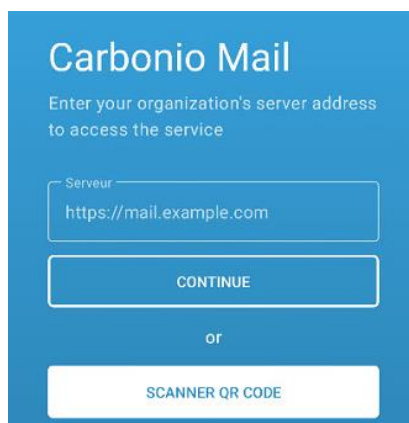 Carbonio Mail
Enter your organization's server address
to access the service
Serveur
https://mail.example.com
CONTINUE
or
SCANNER QR CODE